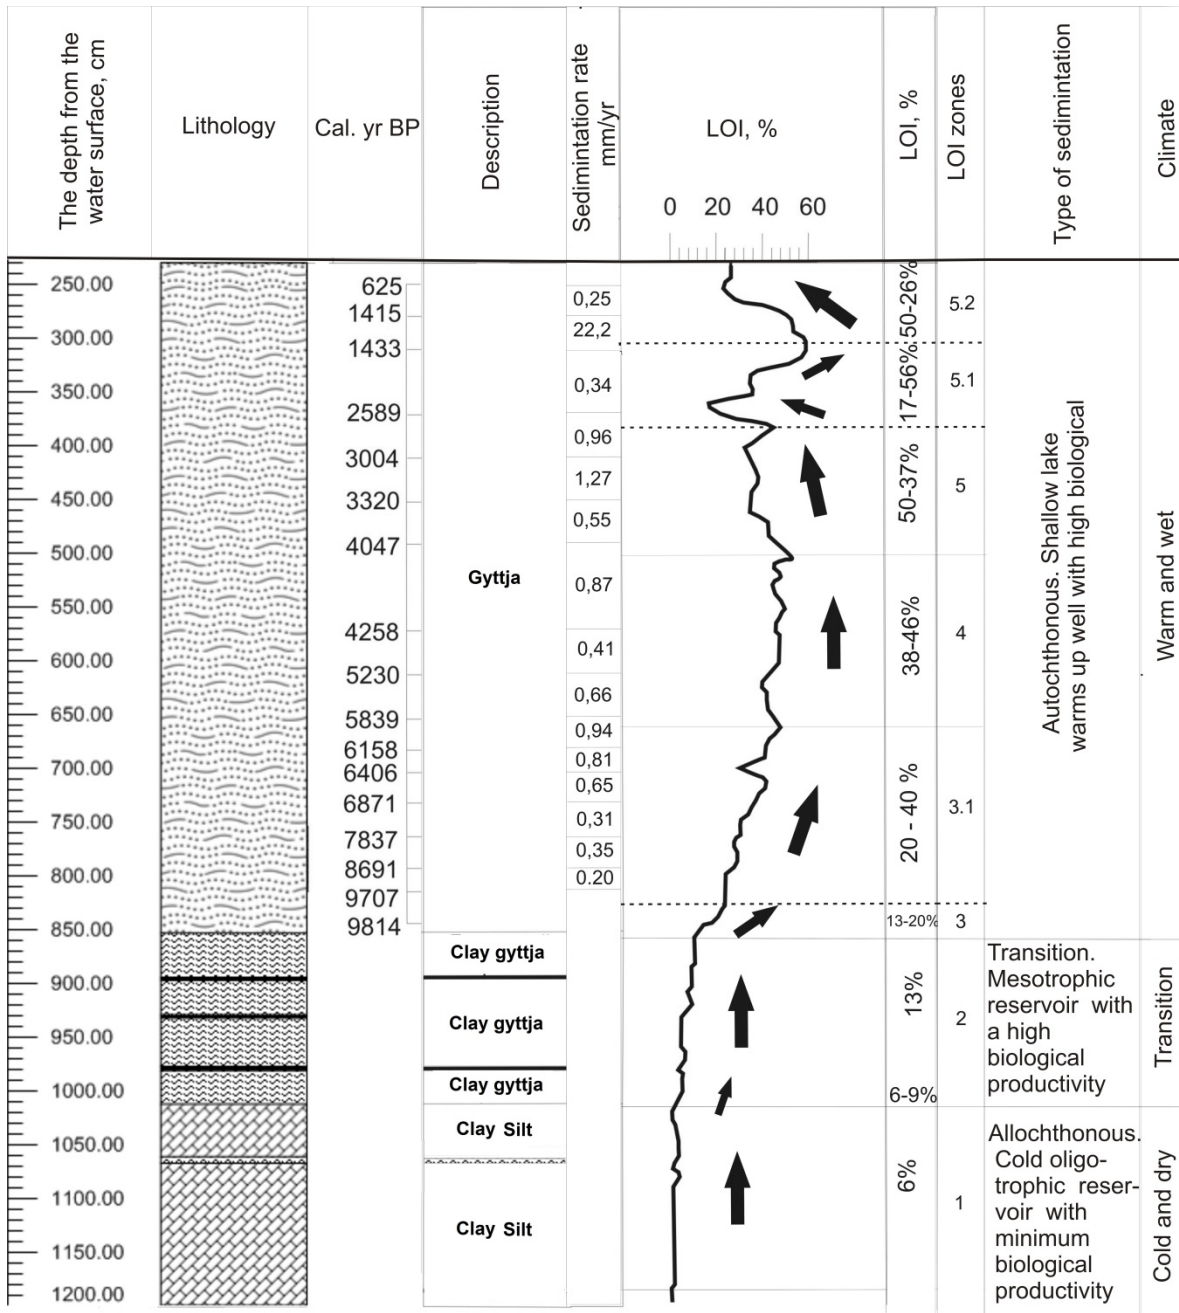 The depth from the
water surface, cm
Lithology
Cal. yr BP
Description
Sedimintation rate
mm/yr
LOI, %
0 20 40 60
LOI, %
LOI zones
Type of sedimintation
Climate
250.00
300.00
350.00
400.00
450.00
500.00
550.00
600.00
650.00
700.00
750.00
800.00
850.00
900.00
950.00
1000.00
1050.00
1100.00
1150.00
1200.00
625
1415
1433
2589
3004
3320
4047
4258
5230
5839
6158
6406
6871
7837
8691
9707
9814
Gyttja
Clay gyttja
Clay gyttja
Clay gyttja
Clay Silt
Clay Silt
0,25
22,2
0,34
0,96
1,27
0,55
0,87
0,41
0,66
0,94
0,81
0,65
0,31
0,35
0.20
50-26%
17-56%
50-37%
38-46%
20 - 40 %
13-20%
13%
6-9%
6%
5.2
5.1
5
4
3.1
3
2
1
Autochthonous. Shallow lake
warms up well with high biological
Transition.
Mesotrophic
reservoir with
a high
biological
productivity
Allochthonous.
Cold oligo-
trophic reser-
voir with
minimum
biological
productivity
Warm and wet
Transition
Cold and dry